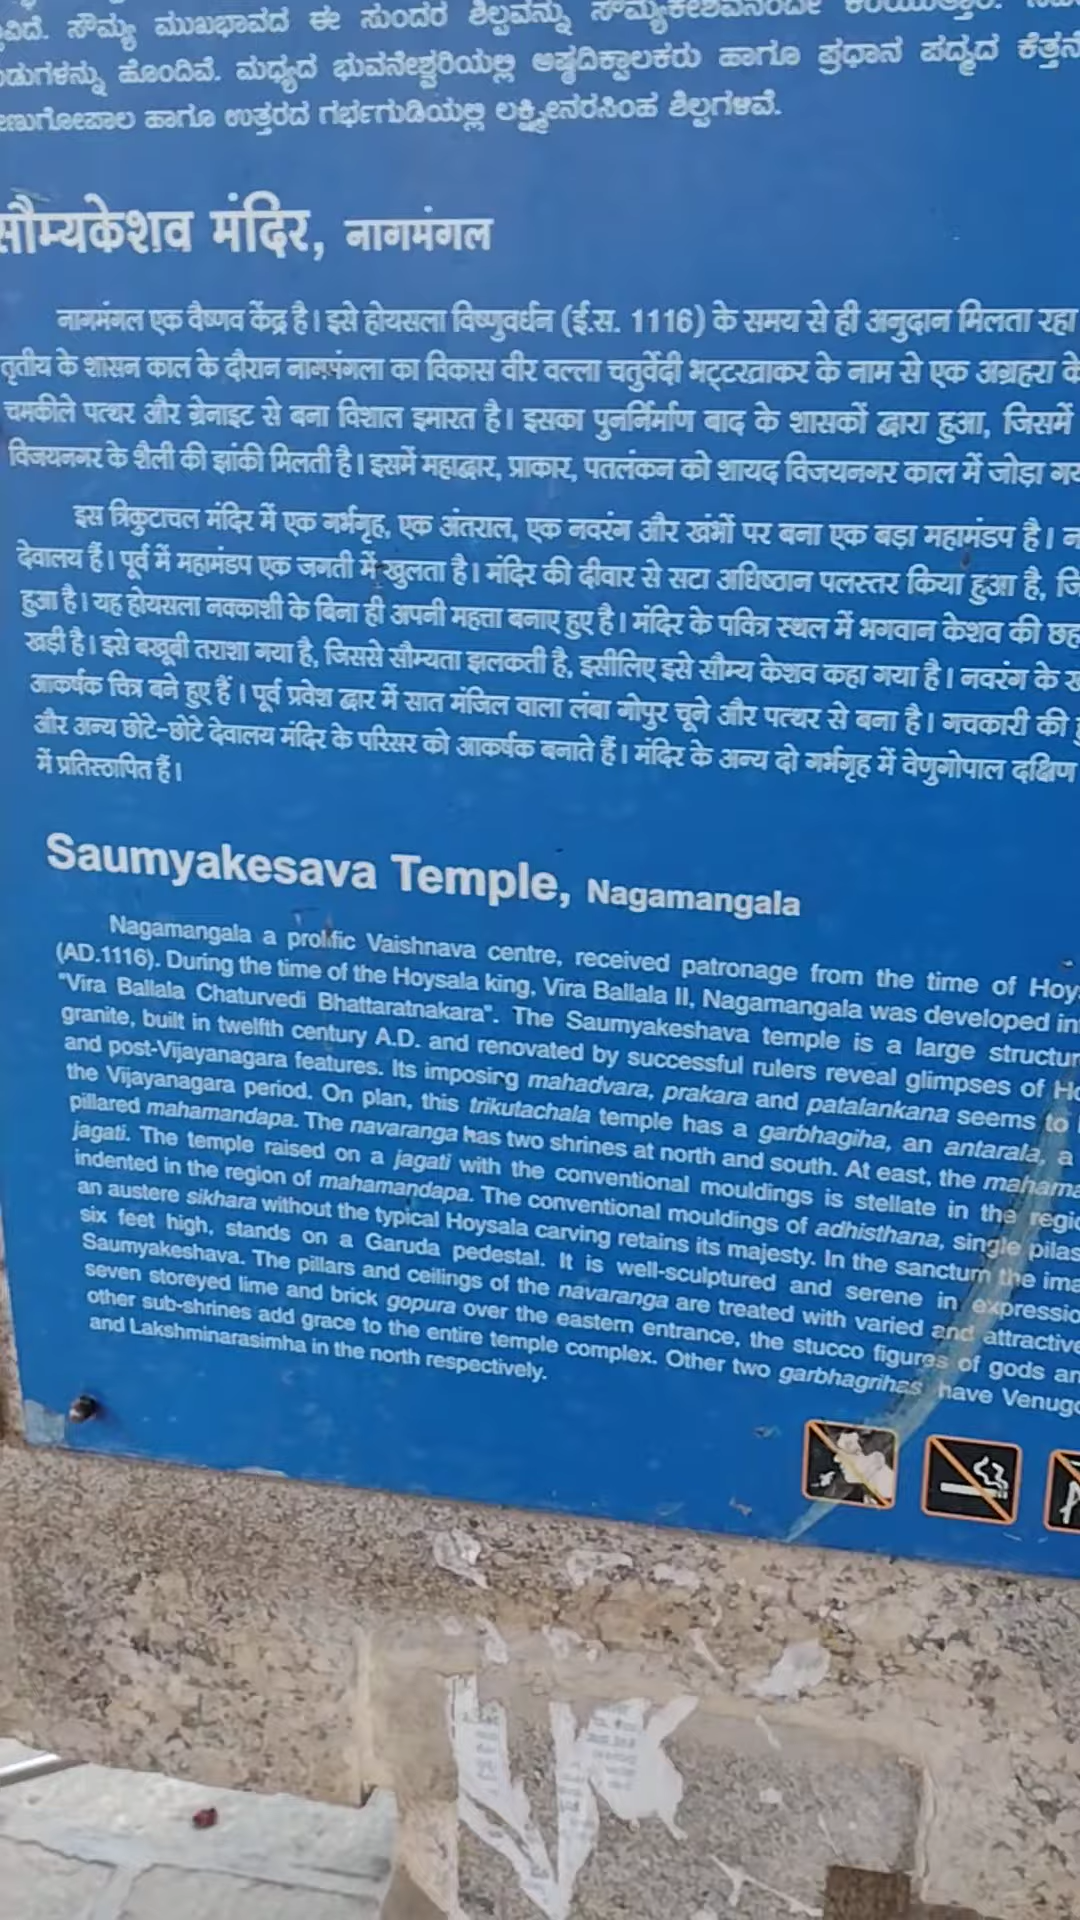 ಸೌಮ್ಯ ಮುಖಭಾವದ ಈ ಸುಂದರ ಶಿಲ್ಪವನ್ನು
ಹೊಂದಿವೆ. ಮಧ್ಯದ ಭುವನೇಶ್ವರಿಯಲ್ಲಿ ಅಷ್ಟದಿಕ್ಪಾಲಕರು ಹಾಗೂ ಪ್ರಧಾನ ಪದ್ಮದ
ಹಾಗೂ ಉತ್ತರದ ಗರ್ಭಗುಡಿಯಲ್ಲಿ ಲಕ್ಷ್ಮೀನರಸಿಂಹ ಶಿಲ್ಪಗಳಿವೆ.
सौम्यकेशव मंदिर, नागमंगल
नागमंगल एक वैष्णव केंद्र है। इसे होयसला विष्णुवर्धन (ई.स. 1116) के समय से ही अनुदान मिलता रहा
तृतीय के शासन काल के दौरान नागमंगला का विकास वीर वल्ला चतुर्वेदी भट्टरत्नाकर के नाम से एक अग्रहरा के
चमकीले पत्थर और ग्रेनाइट से बना विशाल इमारत है। इसका पुनर्निर्माण बाद के शासकों द्वारा हुआ, जिसमें
विजयनगर के शैली की झांकी मिलती है। इसमें महाद्वार, प्राकार, पतलंकन को शायद विजयनगर काल में जोड़ा
इस त्रिकुटाचल मंदिर में एक गर्भगृह, एक अंतराल, एक नवरंग और खंभों पर बना एक बड़ा महामंडप है।
देवालय हैं। पूर्व में महामंडप एक जगती में खुलता है। मंदिर की दीवार से सटा अधिष्ठान पलस्तर किया हुआ है,
हुआ है। यह होयसला नक्काशी के बिना ही अपनी महत्ता बनाए हुए है। मंदिर के पवित्र स्थल में भगवान केशव की
खड़ी है। इसे बखूबी तराशा गया है, जिससे सौम्यता झलकती है, इसीलिए इसे सौम्य केशव कहा गया है। नवरंग के
आकर्षक चित्र बने हुए हैं। पूर्व प्रवेश द्वार में सात मंजिल वाला लंबा गोपुर चूने और पत्थर से बना है। गचकारी की
और अन्य छोटे-छोटे देवालय मंदिर के परिसर को आकर्षक बनाते हैं। मंदिर के अन्य दो गर्भगृह में वेणुगोपाल दक्षिण
में प्रतिस्ठापित हैं।
Saumyakesava Temple, Nagamangala
Nagamangala a prolific Vaishnava centre, received patronage from the time of Hoy
(AD.1116). During the time of the Hoysala king, Vira Ballala II, Nagamangala was developed in
"Vira Ballala Chaturvedi Bhattaratnakara". The Saumyakeshava temple is a large structur
granite, built in twelfth century A.D. and renovated by successful rulers reveal glimpses of
and post-Vijayanagara features. Its imposing mahadvara, prakara and patalankana seems to
the Vijayanagara period. On plan, this trikutachala temple has a garbhagiha, an antarala, a
pillared mahamandapa. The navaranga has two shrines at north and south. At east, the mahama
jagati. The temple raised on a jagati with the conventional mouldings is stellate in the regi
indented in the region of mahamandapa. The conventional mouldings of adhisthana, single pilas
an austere sikhara without the typical Hoysala carving retains its majesty. In the sanctum the ima
six feet high, stands on a Garuda pedestal. It is well-sculptured and serene in expressio
Saumyakeshava. The pillars and ceilings of the navaranga are treated with varied and attractive
seven storeyed lime and brick gopura over the eastern entrance, the stucco figures of gods an
other sub-shrines add grace to the entire temple complex. Other two garbhagrihas have Venugo
and Lakshminarasimha in the north respectively.